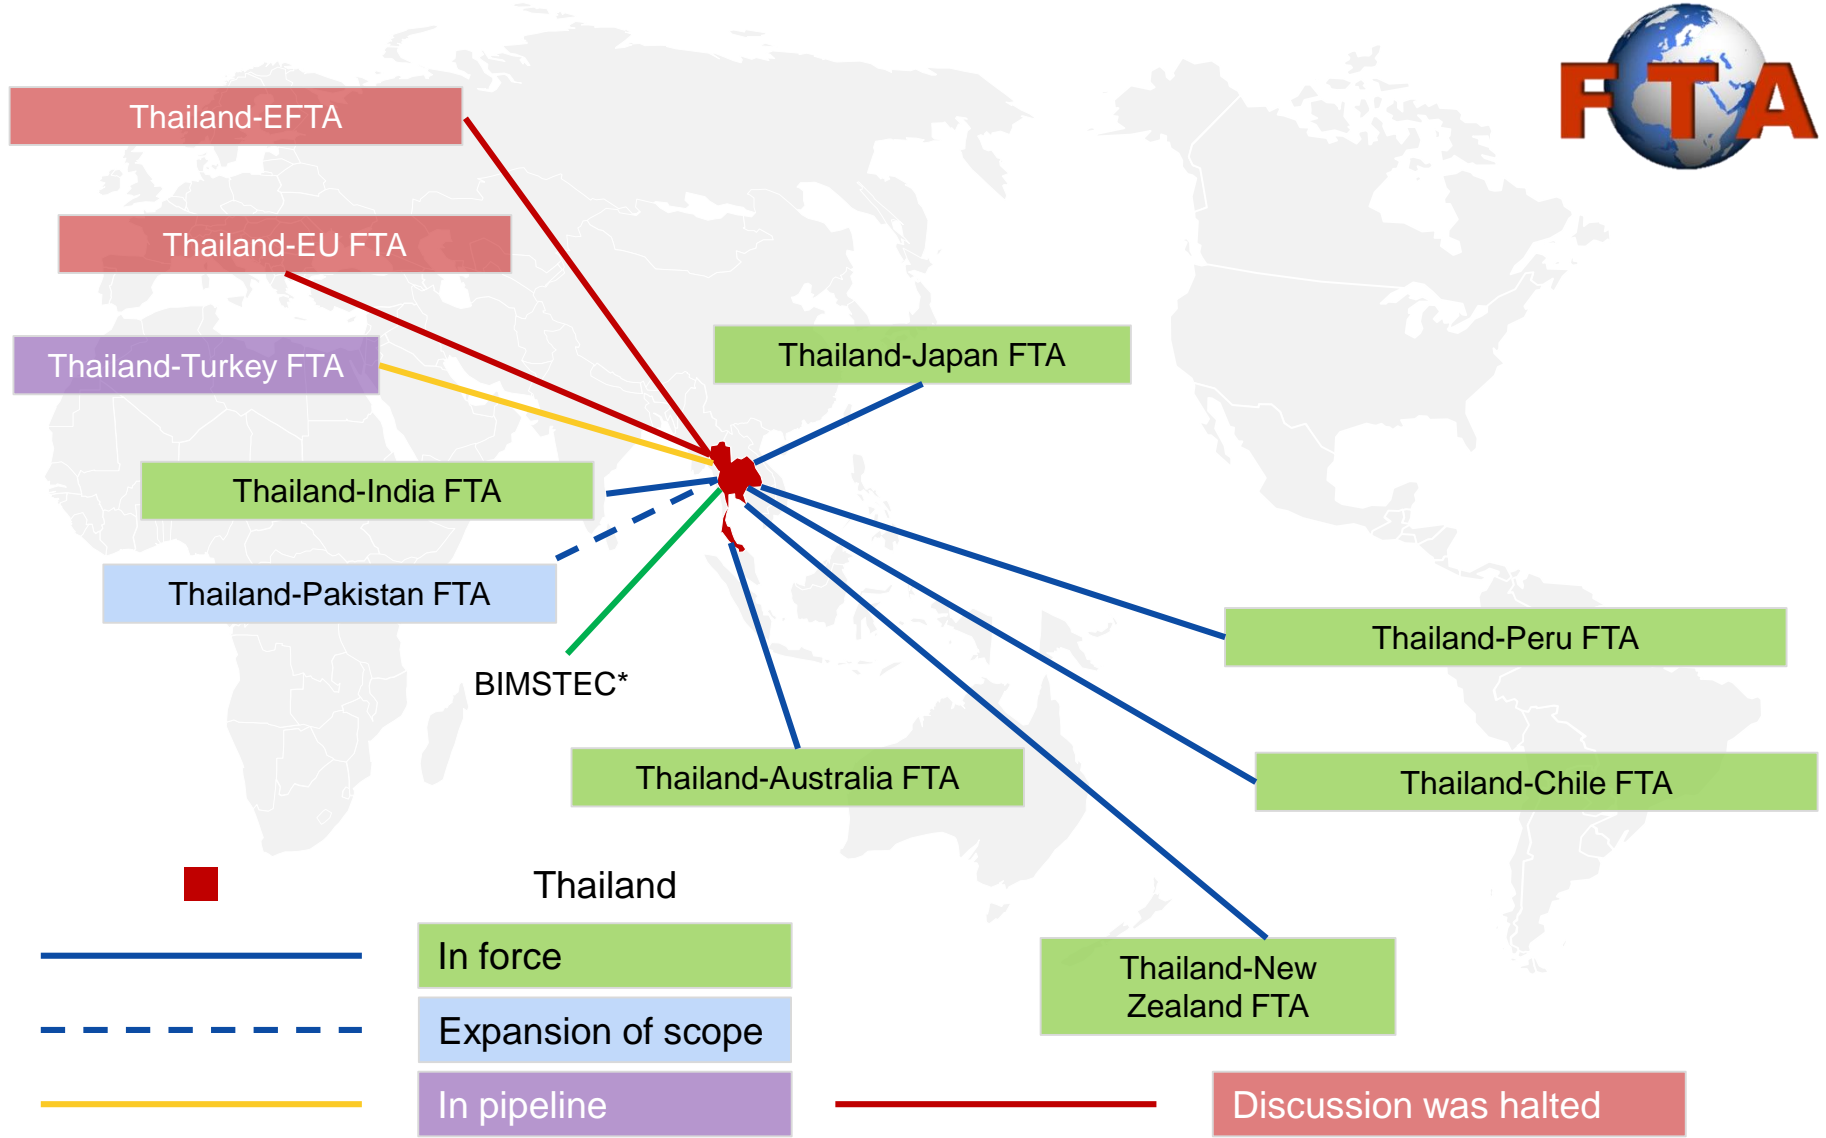 FTA
Thailand-EFTA
Thailand-EU FTA
Thailand-Turkey FTA
Thailand-Japan FTA
Thailand-India FTA
Thailand-Pakistan FTA
BIMSTEC*
Thailand-Peru FTA
Thailand-Australia FTA
Thailand-Chile FTA
Thailand-New
Zealand FTA
Thailand
In force
Expansion of scope
In pipeline
Discussion was halted